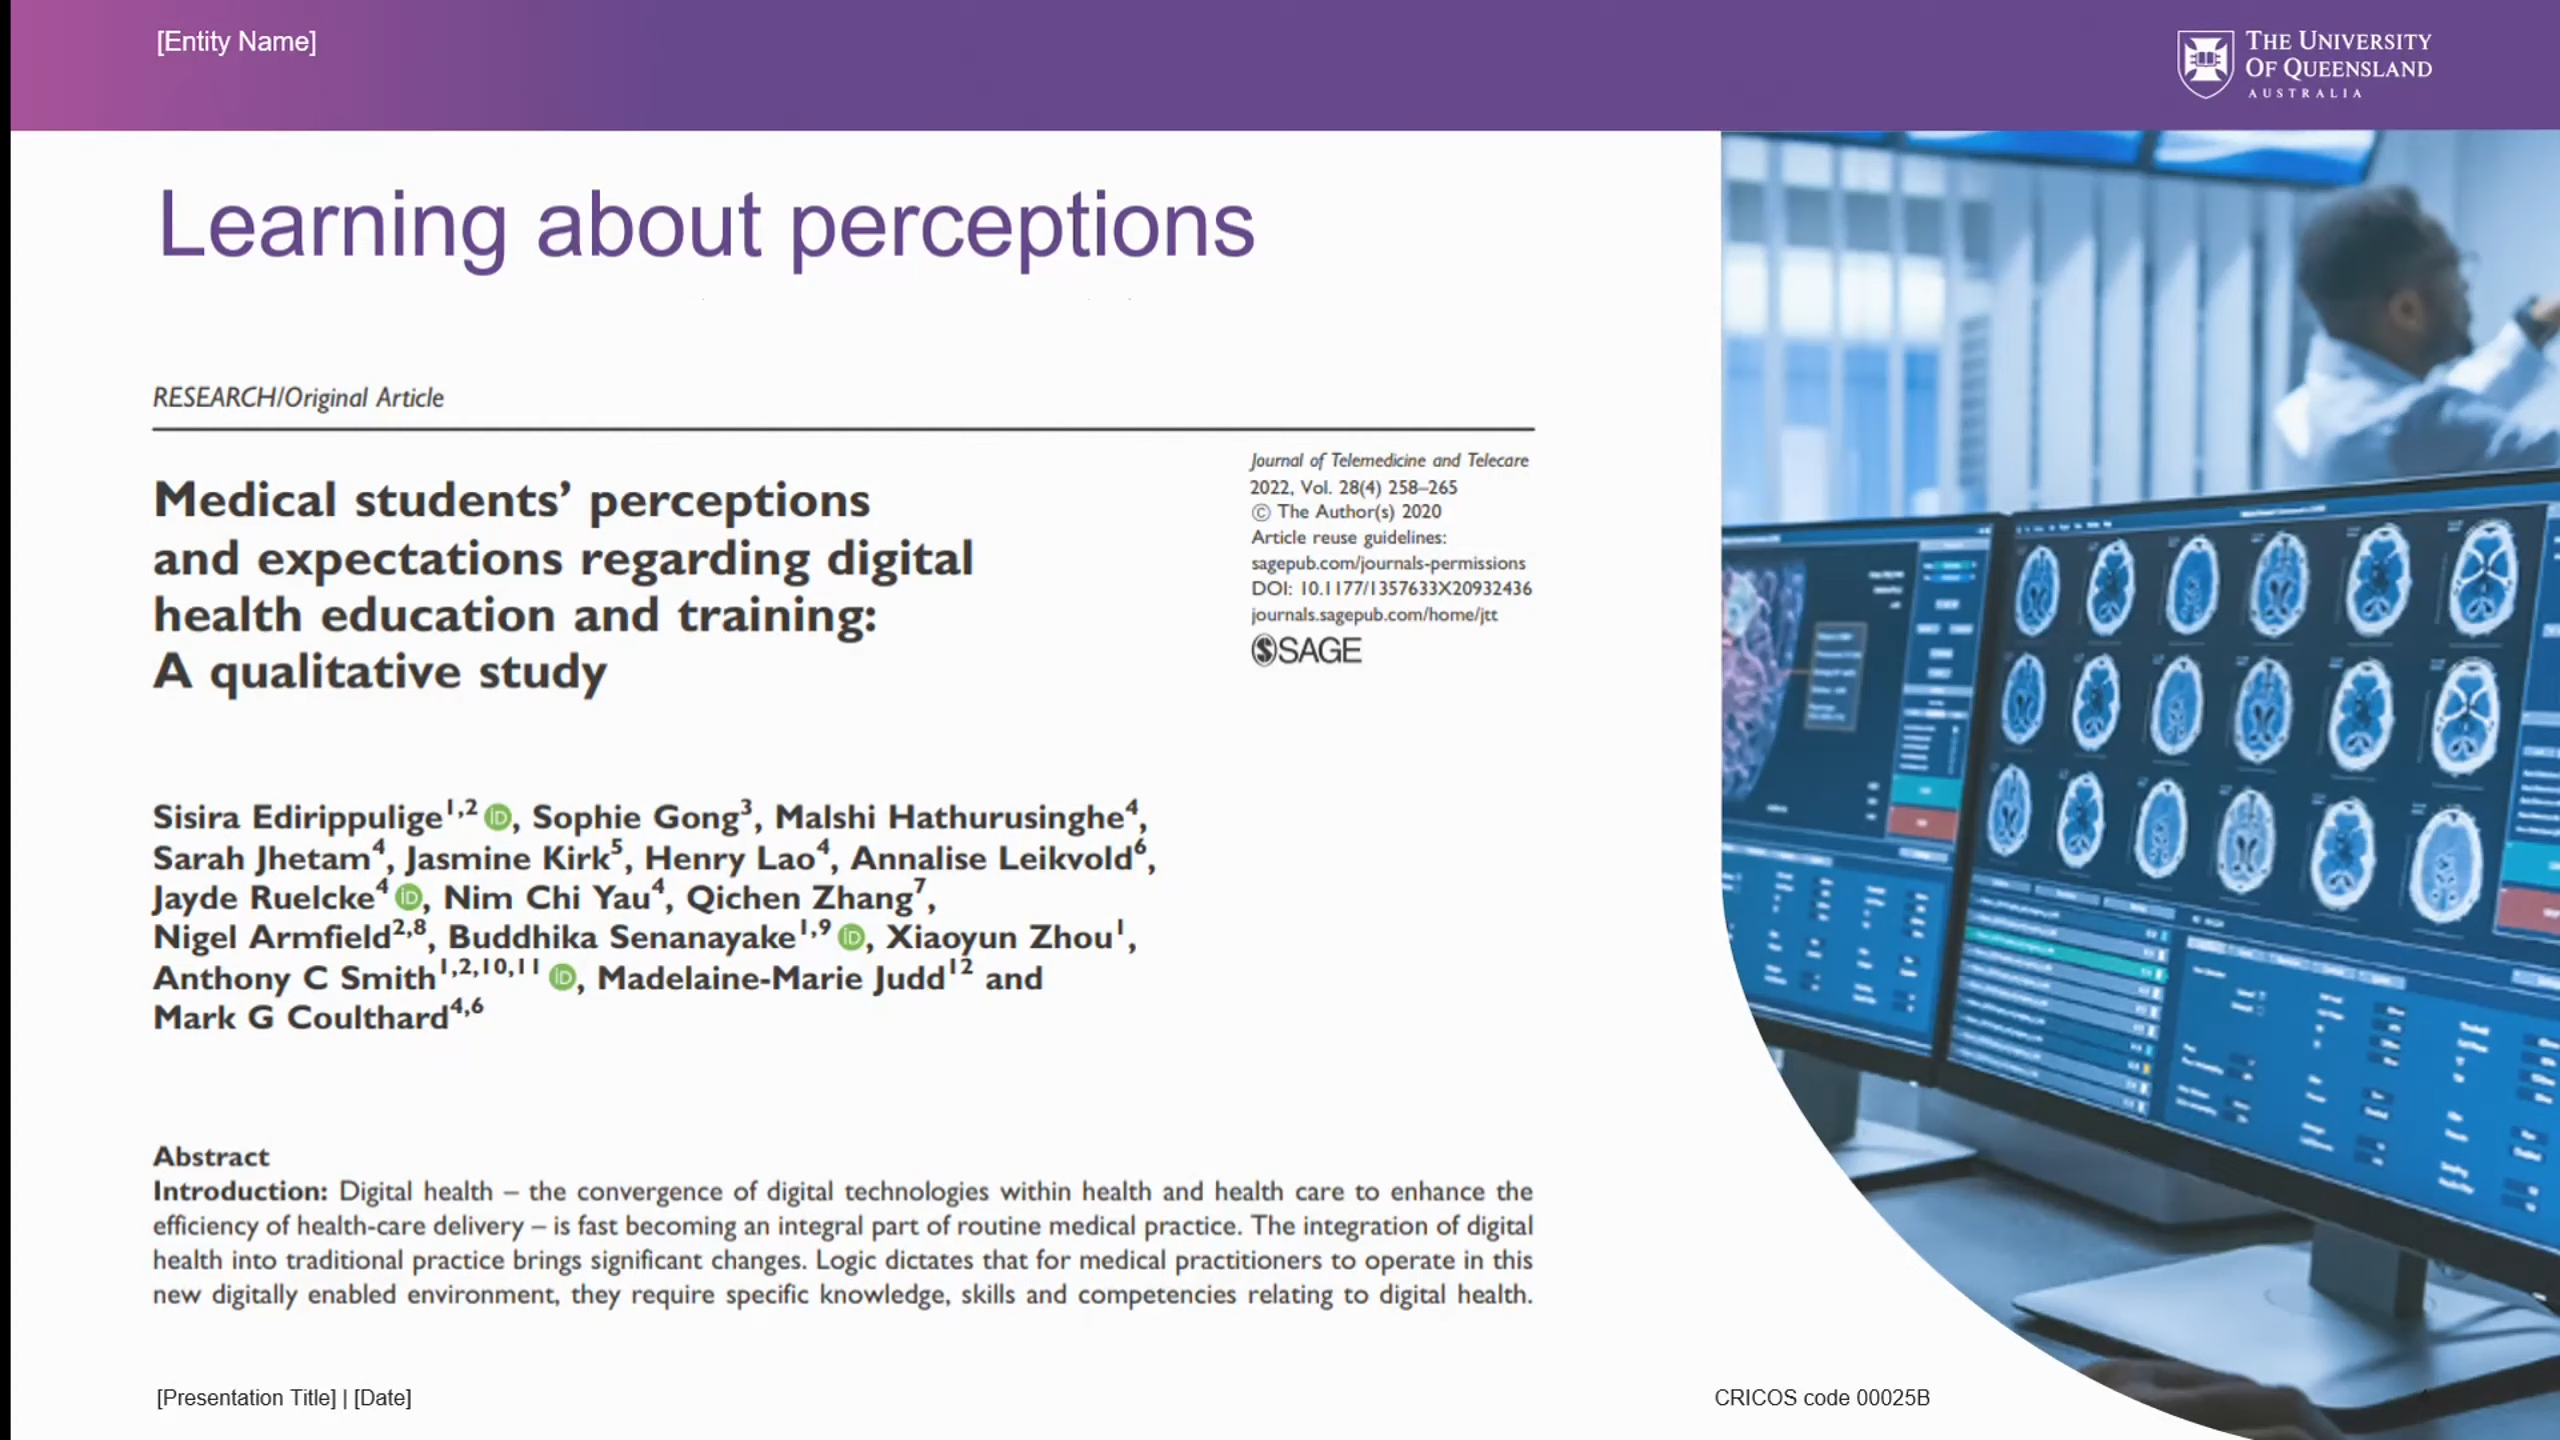 [Entity Name]
THE UNIVERSITY
OF QUEENSLAND
AUSTRALIA
Learning about perceptions
RESEARCH/Original Article
Medical students’ perceptions
and expectations regarding digital
health education and training:
A qualitative study
Journal of Telemedicine and Telecare
2022, Vol. 28(4) 258–265
© The Author(s) 2020
Article reuse guidelines:
sagepub.com/journals-permissions
DOI: 10.1177/1357633X20932436
journals.sagepub.com/home/jtt
SAGE
Sisira Edirippulige1,2 iD, Sophie Gong3, Malshi Hathurusinghe4,
Sarah Jhetam4, Jasmine Kirk5, Henry Lao4, Annalise Leikvold6,
Jayde Ruelcke4 iD, Nim Chi Yau4, Qichen Zhang7,
Nigel Armfield2,8, Buddhika Senanayake1,9 iD, Xiaoyun Zhou1,
Anthony C Smith1,2,10,11 iD, Madelaine-Marie Judd12 and
Mark G Coulthard4,6
Abstract
Introduction: Digital health – the convergence of digital technologies within health and health care to enhance the
efficiency of health-care delivery – is fast becoming an integral part of routine medical practice. The integration of digital
health into traditional practice brings significant changes. Logic dictates that for medical practitioners to operate in this
new digitally enabled environment, they require specific knowledge, skills and competencies relating to digital health.
[Presentation Title] | [Date]
CRICOS code 00025B